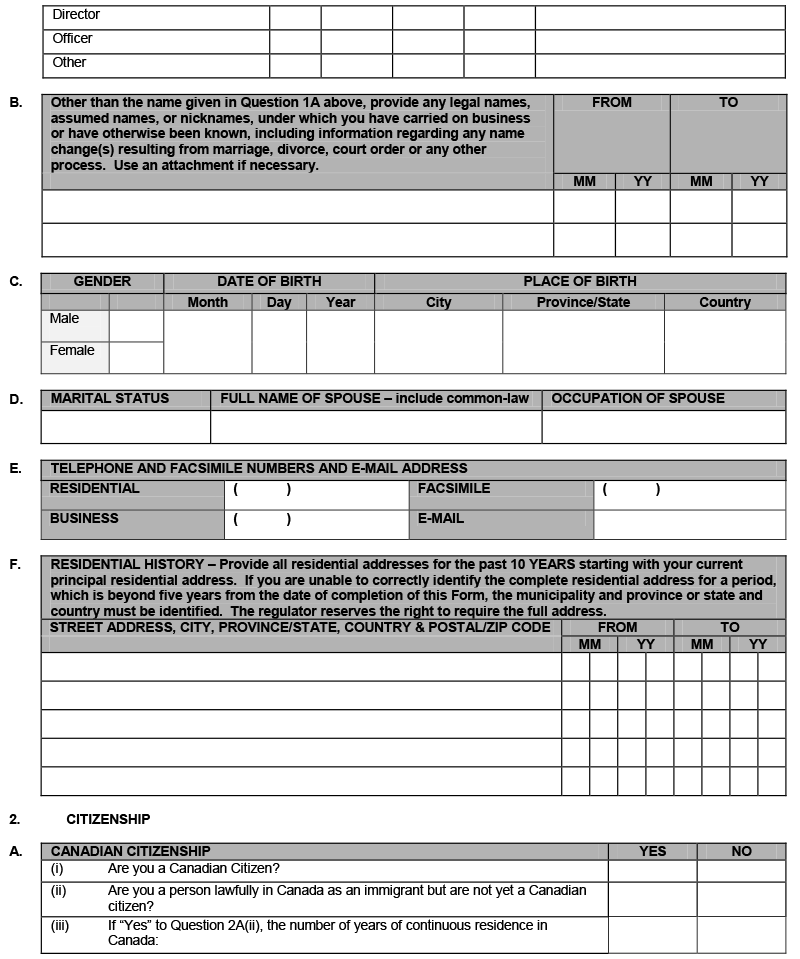 Director
Officer
Other
B. Other than the name given in Question 1A above, provide any legal names, FROM TO
assumed names, or nicknames, under which you have carried on business
or have otherwise been known, including information regarding any name
change(s) resulting from marriage, divorce, court order or any other
process. Use an attachment if necessary.
MM YY MM YY
C. GENDER DATE OF BIRTH PLACE OF BIRTH
Month Day Year City Province/State Country
Male
Female
D. MARITAL STATUS FULL NAME OF SPOUSE – include common-law OCCUPATION OF SPOUSE
E. TELEPHONE AND FACSIMILE NUMBERS AND E-MAIL ADDRESS
RESIDENTIAL ( ) FACSIMILE ( )
BUSINESS ( ) E-MAIL
F. RESIDENTIAL HISTORY – Provide all residential addresses for the past 10 YEARS starting with your current
principal residential address. If you are unable to correctly identify the complete residential address for a period,
which is beyond five years from the date of completion of this Form, the municipality and province or state and
country must be identified. The regulator reserves the right to require the full address.
STREET ADDRESS, CITY, PROVINCE/STATE, COUNTRY & POSTAL/ZIP CODE FROM TO
MM YY MM YY
2. CITIZENSHIP
A. CANADIAN CITIZENSHIP YES NO
(i) Are you a Canadian Citizen?
(ii) Are you a person lawfully in Canada as an immigrant but are not yet a Canadian
citizen?
(iii) If “Yes” to Question 2A(ii), the number of years of continuous residence in
Canada: